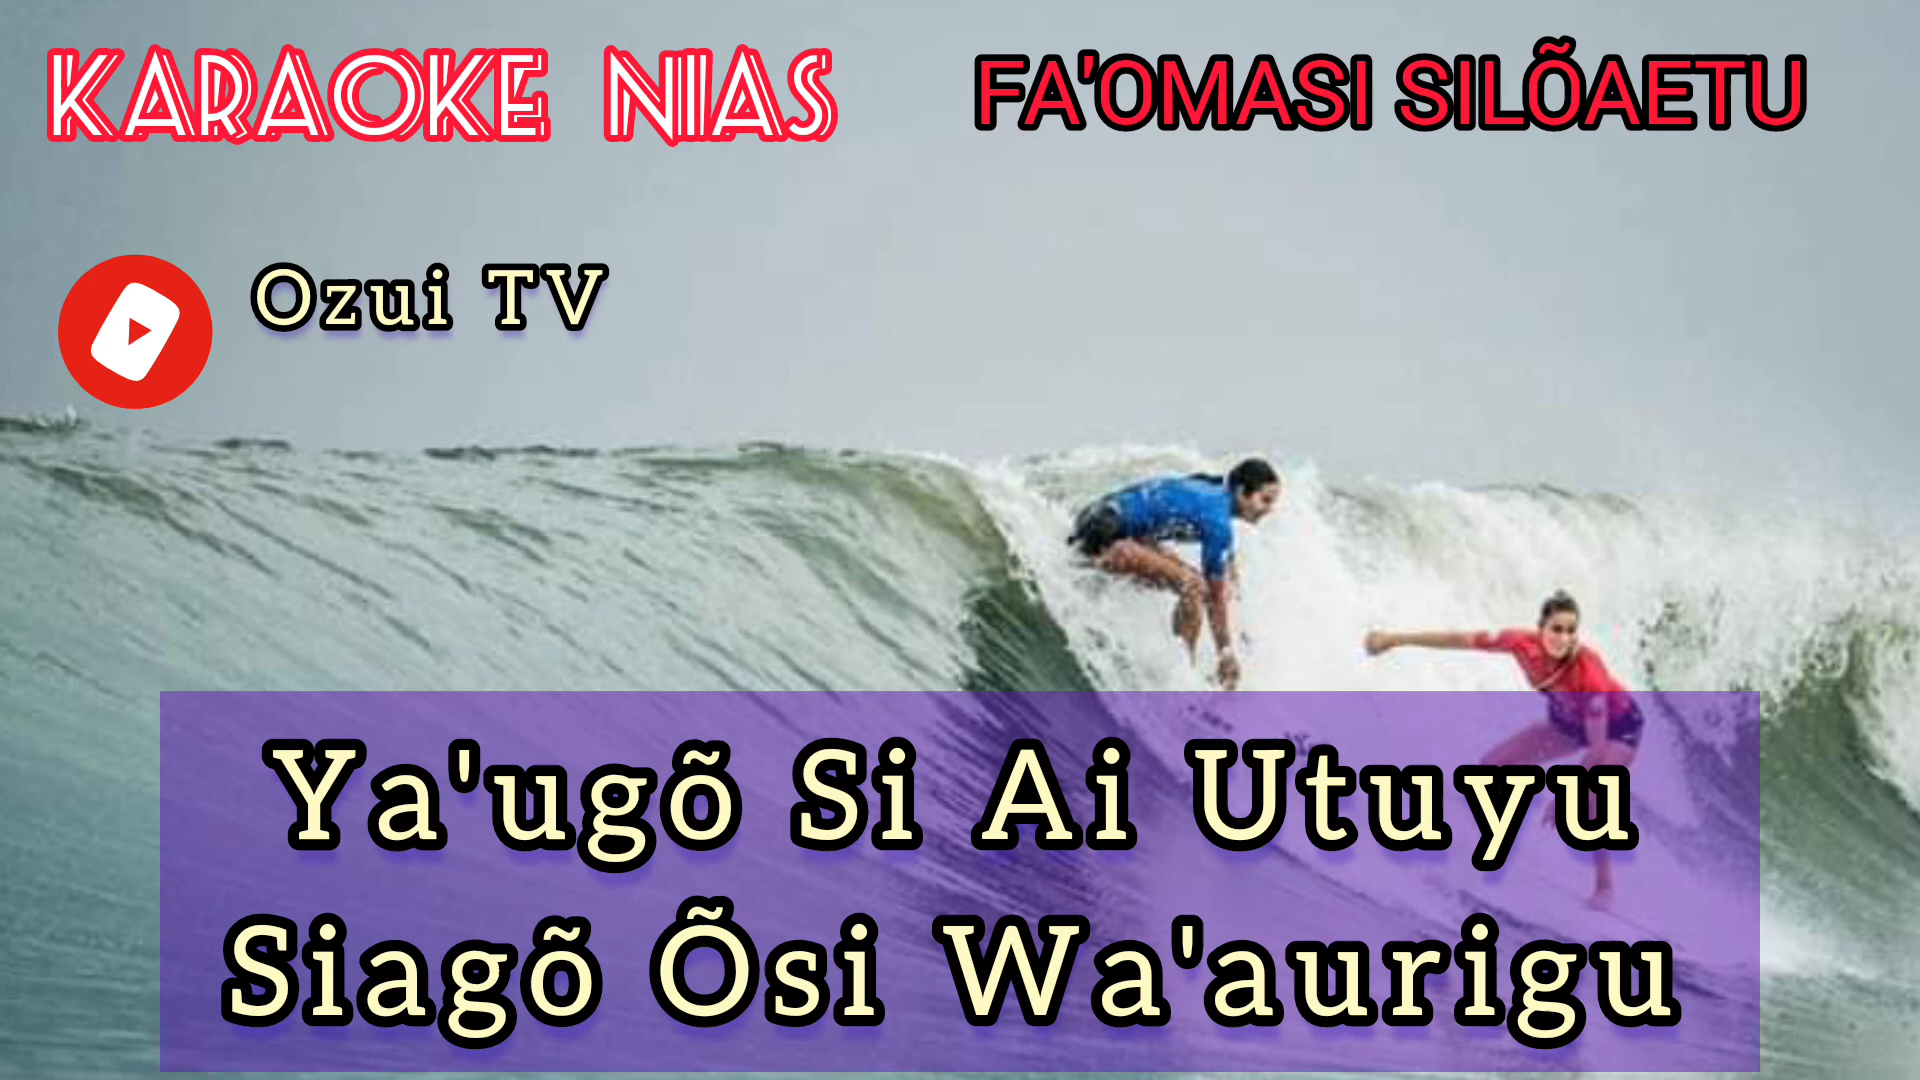 KARAOKE NIAS
FA'OMASI SILÕAETU
Ozui TV
Ya'ugõ Si Ai Utuyu
Siagõ Õsi Wa'aurigu